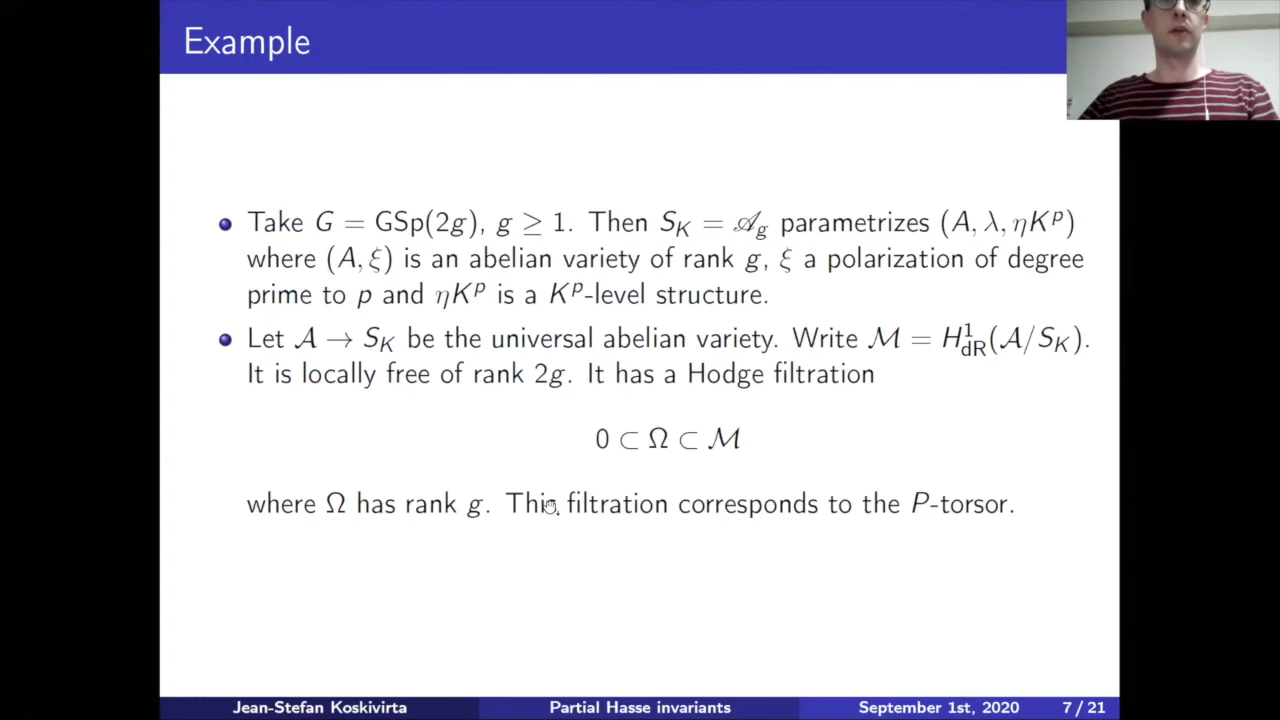 Example
Take G = GSp(2g), g ≥ 1. Then S_K = 𝒜_g parametrizes (A, λ, ηK^p)
where (A, ξ) is an abelian variety of rank g, ξ a polarization of degree
prime to p and ηK^p is a K^p-level structure.
Let 𝒜 → S_K be the universal abelian variety. Write ℳ = H^1_dR(𝒜/S_K).
It is locally free of rank 2g. It has a Hodge filtration
0 ⊂ Ω ⊂ ℳ
where Ω has rank g. This filtration corresponds to the P-torsor.
Jean-Stefan Koskivirta Partial Hasse invariants September 1st, 2020 7 / 21